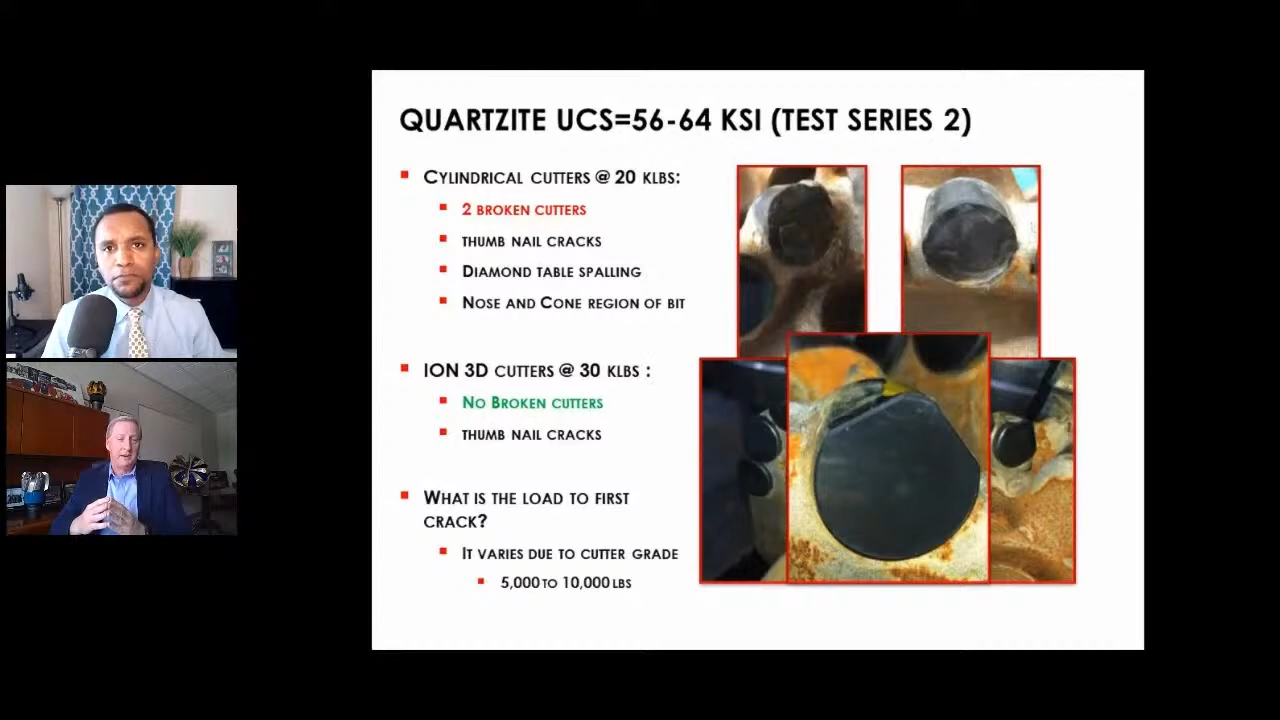 QUARTZITE UCS=56-64 KSI (TEST SERIES 2)
CYLINDRICAL CUTTERS @ 20 KLBS:
2 BROKEN CUTTERS
THUMB NAIL CRACKS
DIAMOND TABLE SPALLING
NOSE AND CONE REGION OF BIT
ION 3D CUTTERS @ 30 KLBS :
NO BROKEN CUTTERS
THUMB NAIL CRACKS
WHAT IS THE LOAD TO FIRST
CRACK?
IT VARIES DUE TO CUTTER GRADE
5,000 TO 10,000 LBS